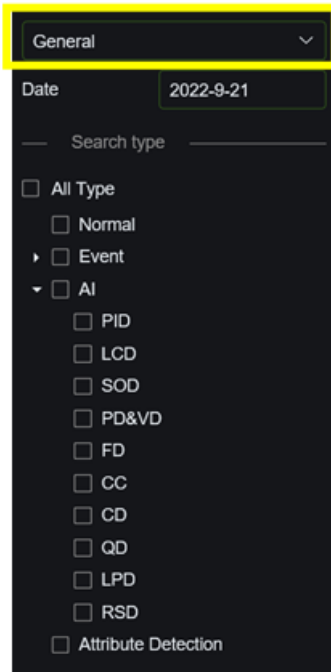 General
Date 2022-9-21
Search type
All Type
Normal
Event
AI
PID
LCD
SOD
PD&VD
FD
CC
CD
QD
LPD
RSD
Attribute Detection